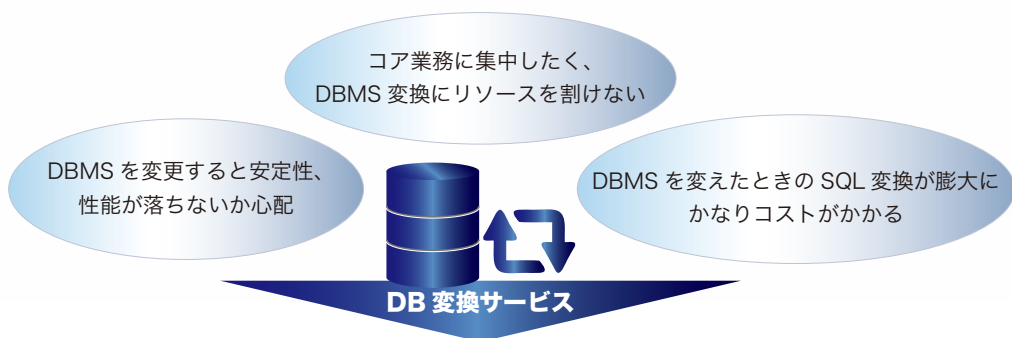 コア業務に集中したく、
DBMS 変換にリソースを割けない
DBMS を変更すると安定性、
性能が落ちないか心配
DBMS を変えたときの SQL 変換が膨大に
かなりコストがかかる
DB 変換サービス